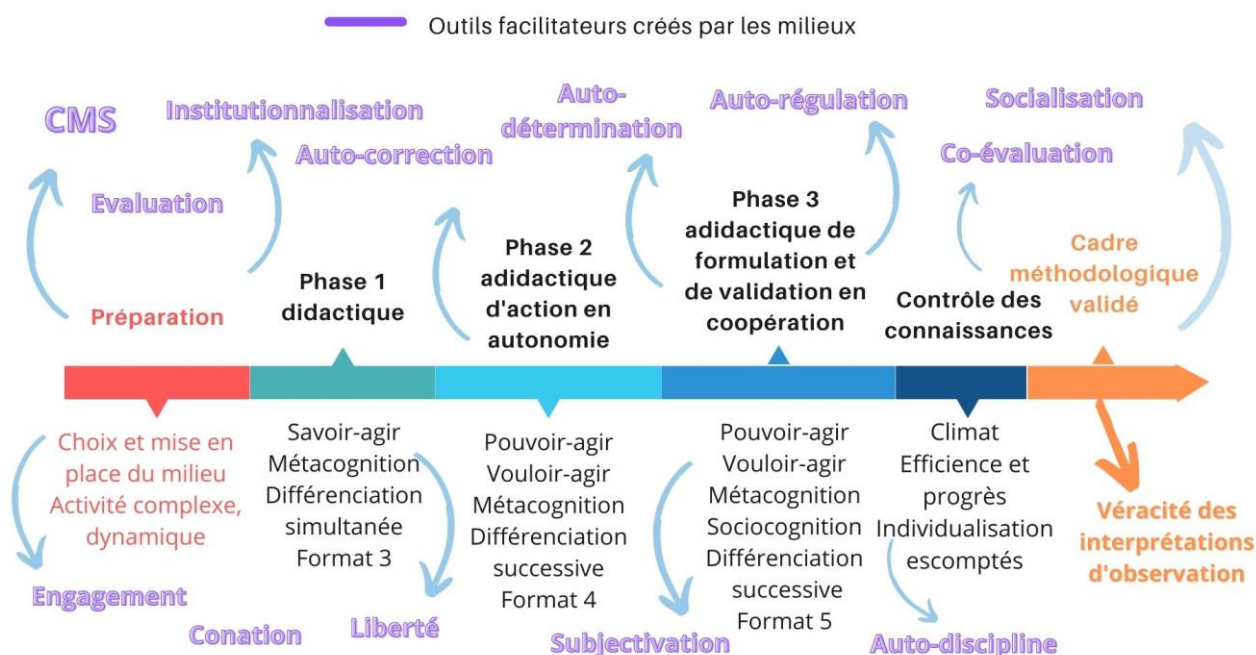 Outils facilitateurs créés par les milieux
CMS
Institutionnalisation
Auto-correction
Evaluation
Auto-
détermination
Auto-régulation
Socialisation
Co-évaluation
Préparation
Phase 1
didactique
Phase 2
adidactique
d'action en
autonomie
Phase 3
adidactique de
formulation et
de validation en
coopération
Contrôle des
connaissances
Cadre
méthodologique
validé
Choix et mise en
place du milieu
Activité complexe,
dynamique
Savoir-agir
Métacognition
Différenciation
simultanée
Format 3
Pouvoir-agir
Vouloir-agir
Métacognition
Différenciation
successive
Format 4
Pouvoir-agir
Vouloir-agir
Métacognition
Sociocognition
Différenciation
successive
Format 5
Climat
Efficience et
progrès
Individualisation
escomptés
Véracité des
interprétations
d'observation
Engagement
Conation
Liberté
Subjectivation
Auto-discipline